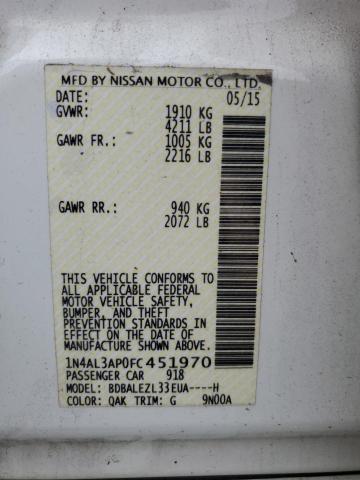 MFD BY NISSAN MOTOR CO., LTD.
DATE: 05/15
GVWR: 1910 KG
4211 LB
GAWR FR.: 1005 KG
2216 LB
GAWR RR.: 940 KG
2072 LB
THIS VEHICLE CONFORMS TO
ALL APPLICABLE FEDERAL
MOTOR VEHICLE SAFETY,
BUMPER, AND THEFT
PREVENTION STANDARDS IN
EFFECT ON THE DATE OF
MANUFACTURE SHOWN ABOVE.
1N4AL3AP0FC451970
PASSENGER CAR 918
MODEL: BDBALEZL33EUA----H
COLOR: QAK TRIM: G 9N00A